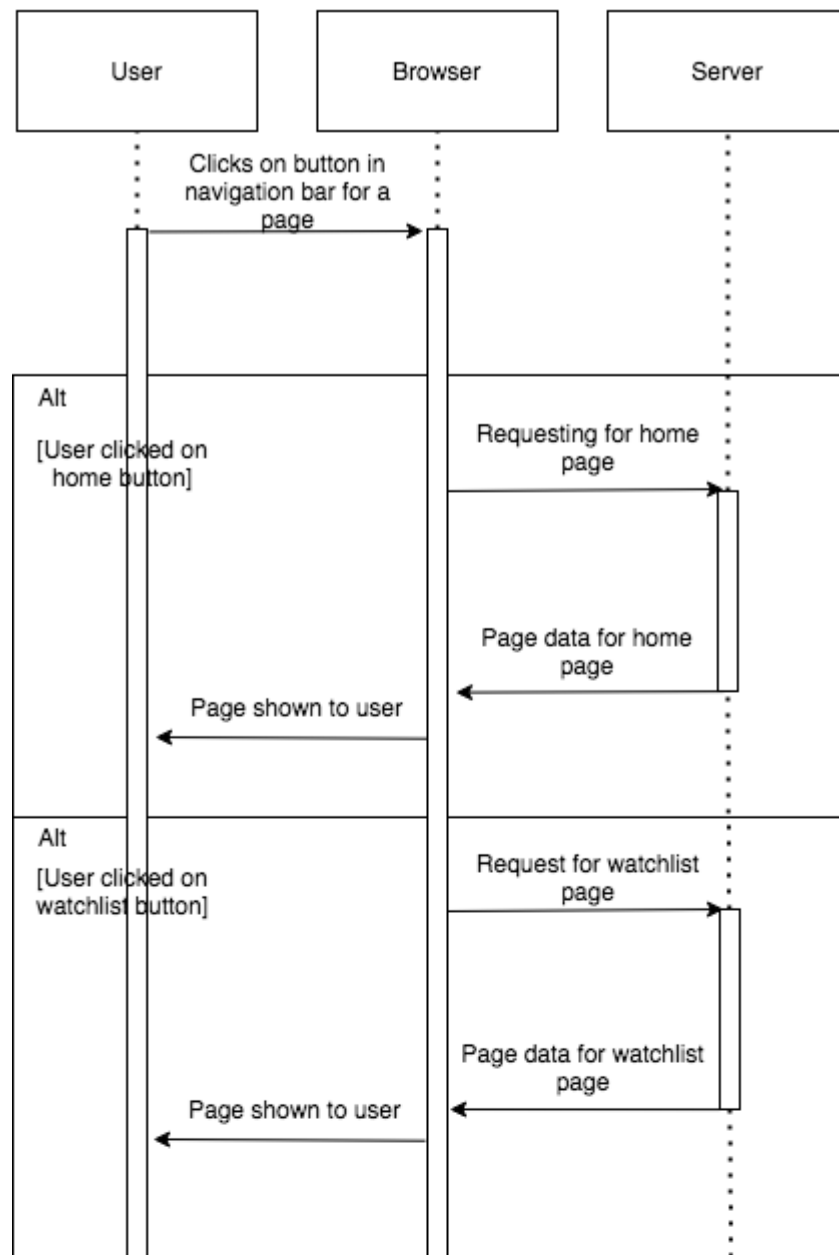 User
Browser
Server
Clicks on button in
navigation bar for a
page
Alt
[User clicked on
home button]
Requesting for home
page
Page data for home
page
Page shown to user
Alt
[User clicked on
watchlist button]
Request for watchlist
page
Page data for watchlist
page
Page shown to user